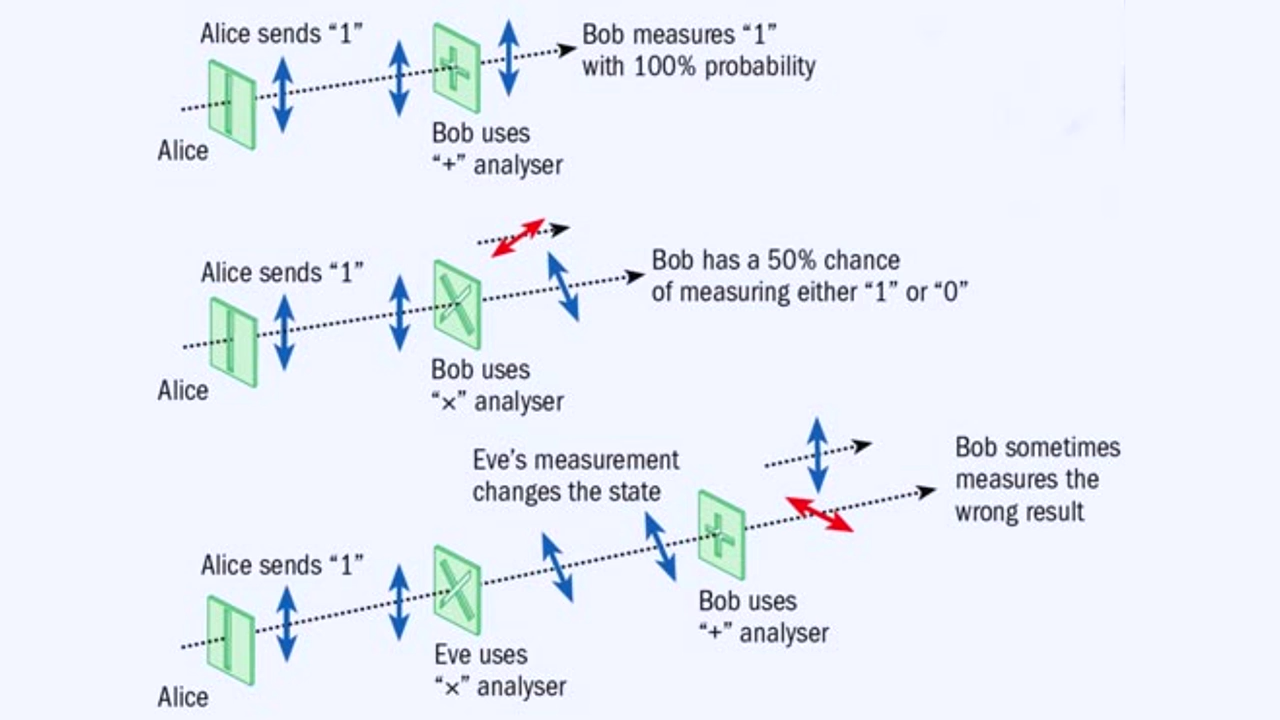 Alice sends “1”
Bob measures “1”
with 100% probability
Alice
Bob uses
“+” analyser
Alice sends “1”
Bob has a 50% chance
of measuring either “1” or “0”
Alice
Bob uses
“×” analyser
Eve’s measurement
changes the state
Bob sometimes
measures the
wrong result
Alice sends “1”
Alice
Eve uses
“×” analyser
Bob uses
“+” analyser